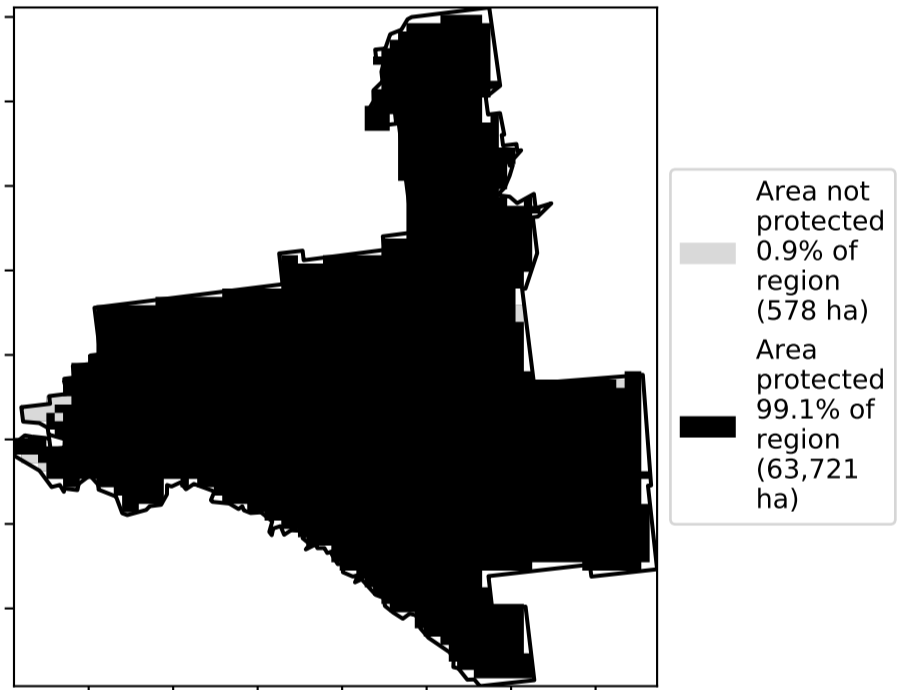 Area not
protected
0.9% of
region
(578 ha)
Area
protected
99.1% of
region
(63,721
ha)